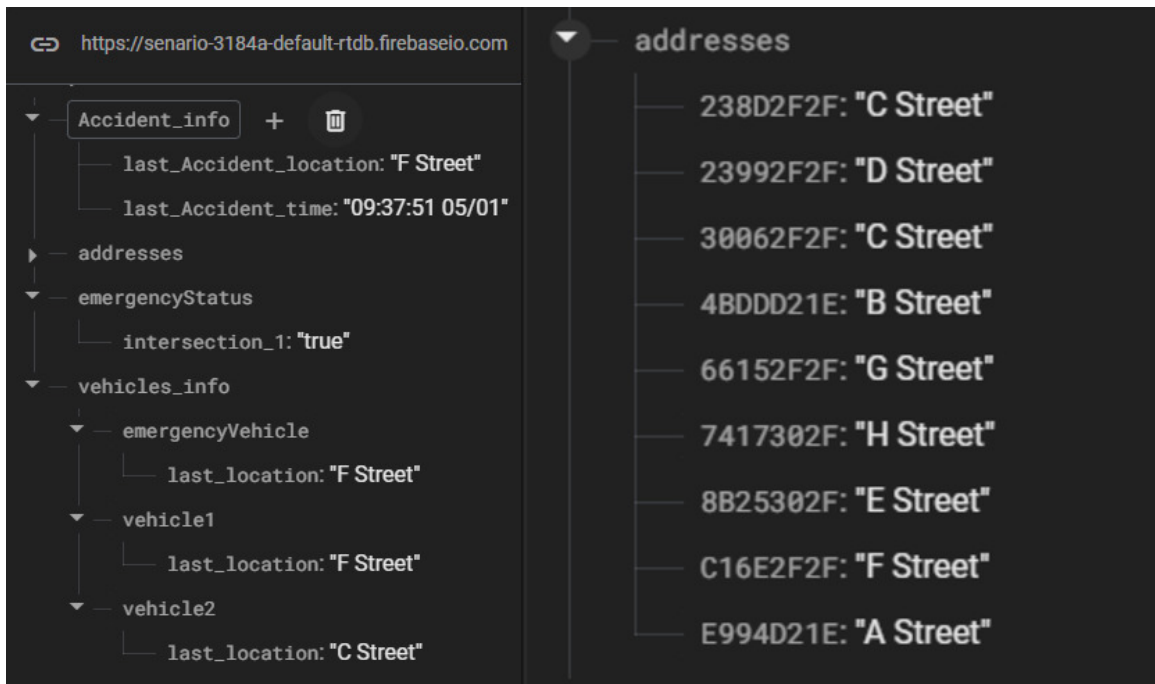 https://senario-3184a-default-rtdb.firebaseio.com
Accident_info
last_Accident_location: "F Street"
last_Accident_time: "09:37:51 05/01"
addresses
emergencyStatus
intersection_1: "true"
vehicles_info
emergencyVehicle
last_location: "F Street"
vehicle1
last_location: "F Street"
vehicle2
last_location: "C Street"
addresses
238D2F2F: "C Street"
23992F2F: "D Street"
30062F2F: "C Street"
4BDDD21E: "B Street"
66152F2F: "G Street"
7417302F: "H Street"
8B25302F: "E Street"
C16E2F2F: "F Street"
E994D21E: "A Street"